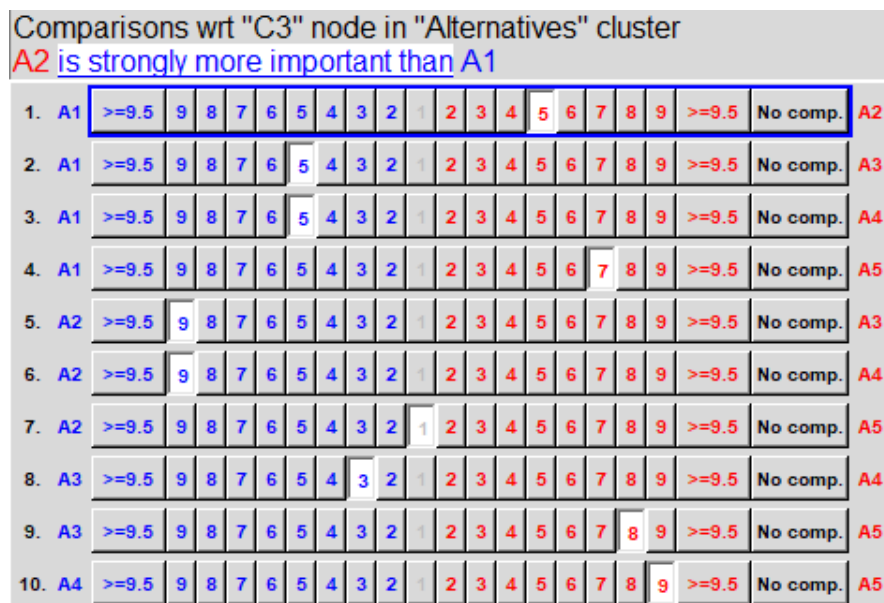 Comparisons wrt "C3" node in "Alternatives" cluster
A2 is strongly more important than A1
1. A1 >=9.5 9 8 7 6 5 4 3 2 1 2 3 4 5 6 7 8 9 >=9.5 No comp. A2
2. A1 >=9.5 9 8 7 6 5 4 3 2 1 2 3 4 5 6 7 8 9 >=9.5 No comp. A3
3. A1 >=9.5 9 8 7 6 5 4 3 2 1 2 3 4 5 6 7 8 9 >=9.5 No comp. A4
4. A1 >=9.5 9 8 7 6 5 4 3 2 1 2 3 4 5 6 7 8 9 >=9.5 No comp. A5
5. A2 >=9.5 9 8 7 6 5 4 3 2 1 2 3 4 5 6 7 8 9 >=9.5 No comp. A3
6. A2 >=9.5 9 8 7 6 5 4 3 2 1 2 3 4 5 6 7 8 9 >=9.5 No comp. A4
7. A2 >=9.5 9 8 7 6 5 4 3 2 1 2 3 4 5 6 7 8 9 >=9.5 No comp. A5
8. A3 >=9.5 9 8 7 6 5 4 3 2 1 2 3 4 5 6 7 8 9 >=9.5 No comp. A4
9. A3 >=9.5 9 8 7 6 5 4 3 2 1 2 3 4 5 6 7 8 9 >=9.5 No comp. A5
10. A4 >=9.5 9 8 7 6 5 4 3 2 1 2 3 4 5 6 7 8 9 >=9.5 No comp. A5